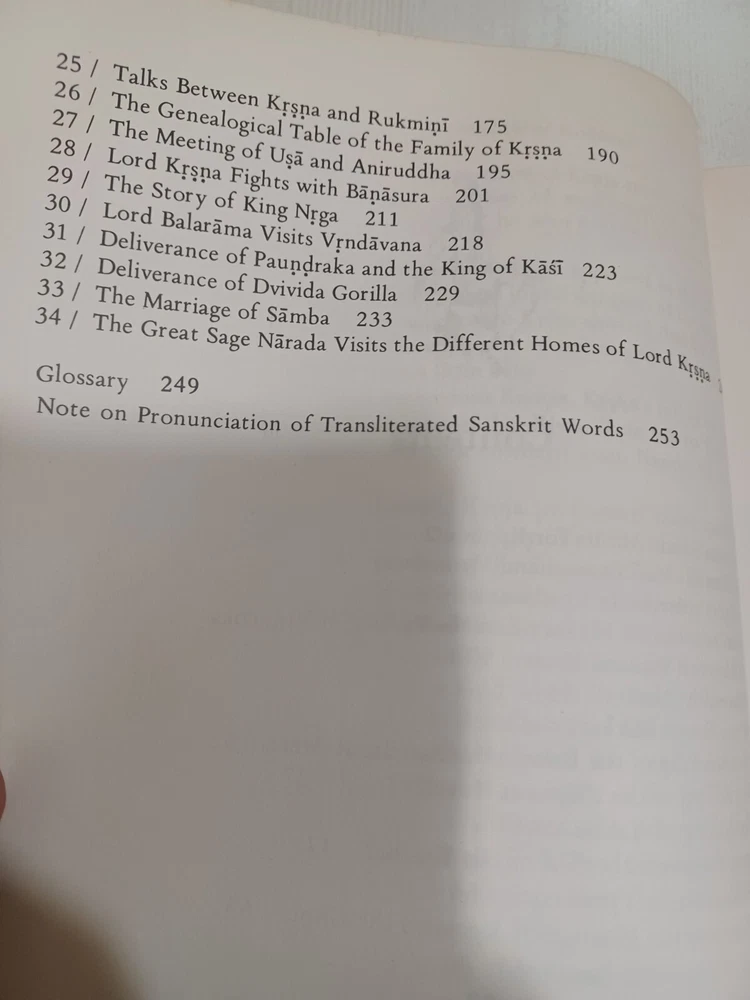 25 / Talks Between Kṛṣṇa and Rukmiṇī 175
26 / The Genealogical Table of the Family of Kṛṣṇa 190
27 / The Meeting of Uṣā and Aniruddha 195
28 / Lord Kṛṣṇa Fights with Bāṇāsura 201
29 / The Story of King Nṛga 211
30 / Lord Balarāma Visits Vṛndāvana 218
31 / Deliverance of Pauṇḍraka and the King of Kāśī 223
32 / Deliverance of Dvivida Gorilla 229
33 / The Marriage of Sāmba 233
34 / The Great Sage Nārada Visits the Different Homes of Lord Kṛṣṇa
Glossary 249
Note on Pronunciation of Transliterated Sanskrit Words 253